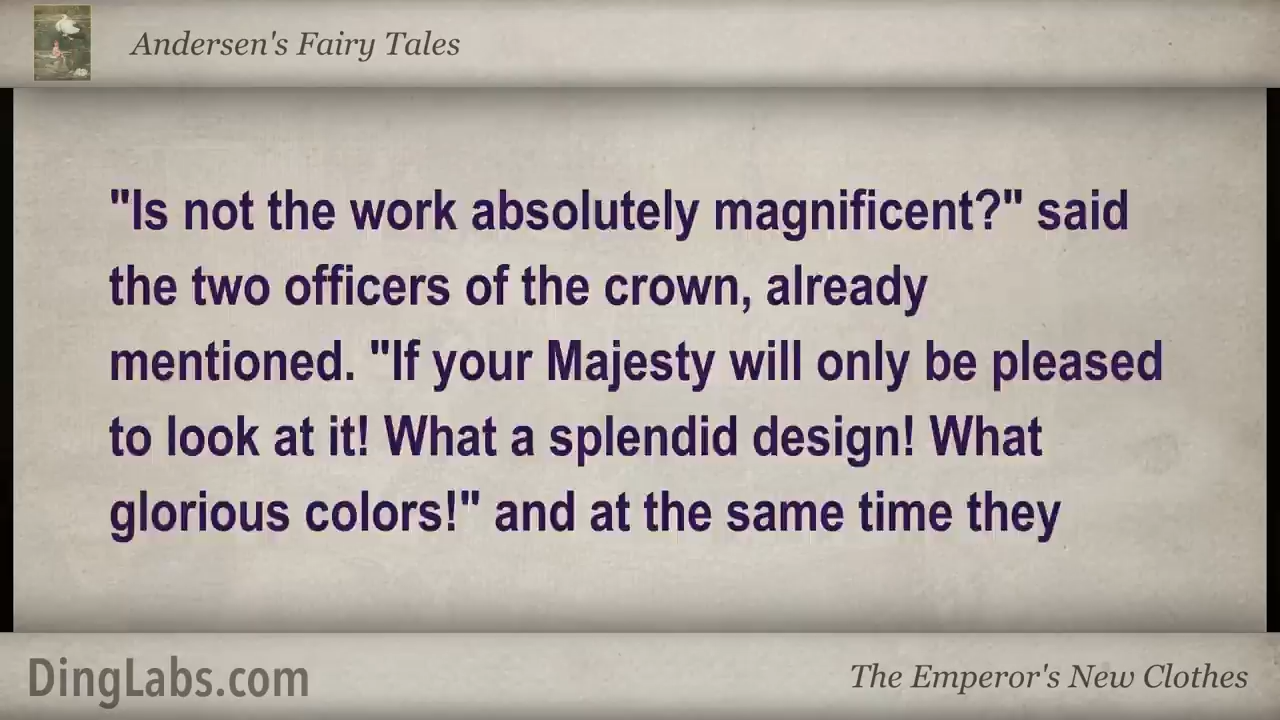 Andersen's Fairy Tales
"Is not the work absolutely magnificent?" said
the two officers of the crown, already
mentioned. "If your Majesty will only be pleased
to look at it! What a splendid design! What
glorious colors!" and at the same time they
DingLabs.com
The Emperor's New Clothes